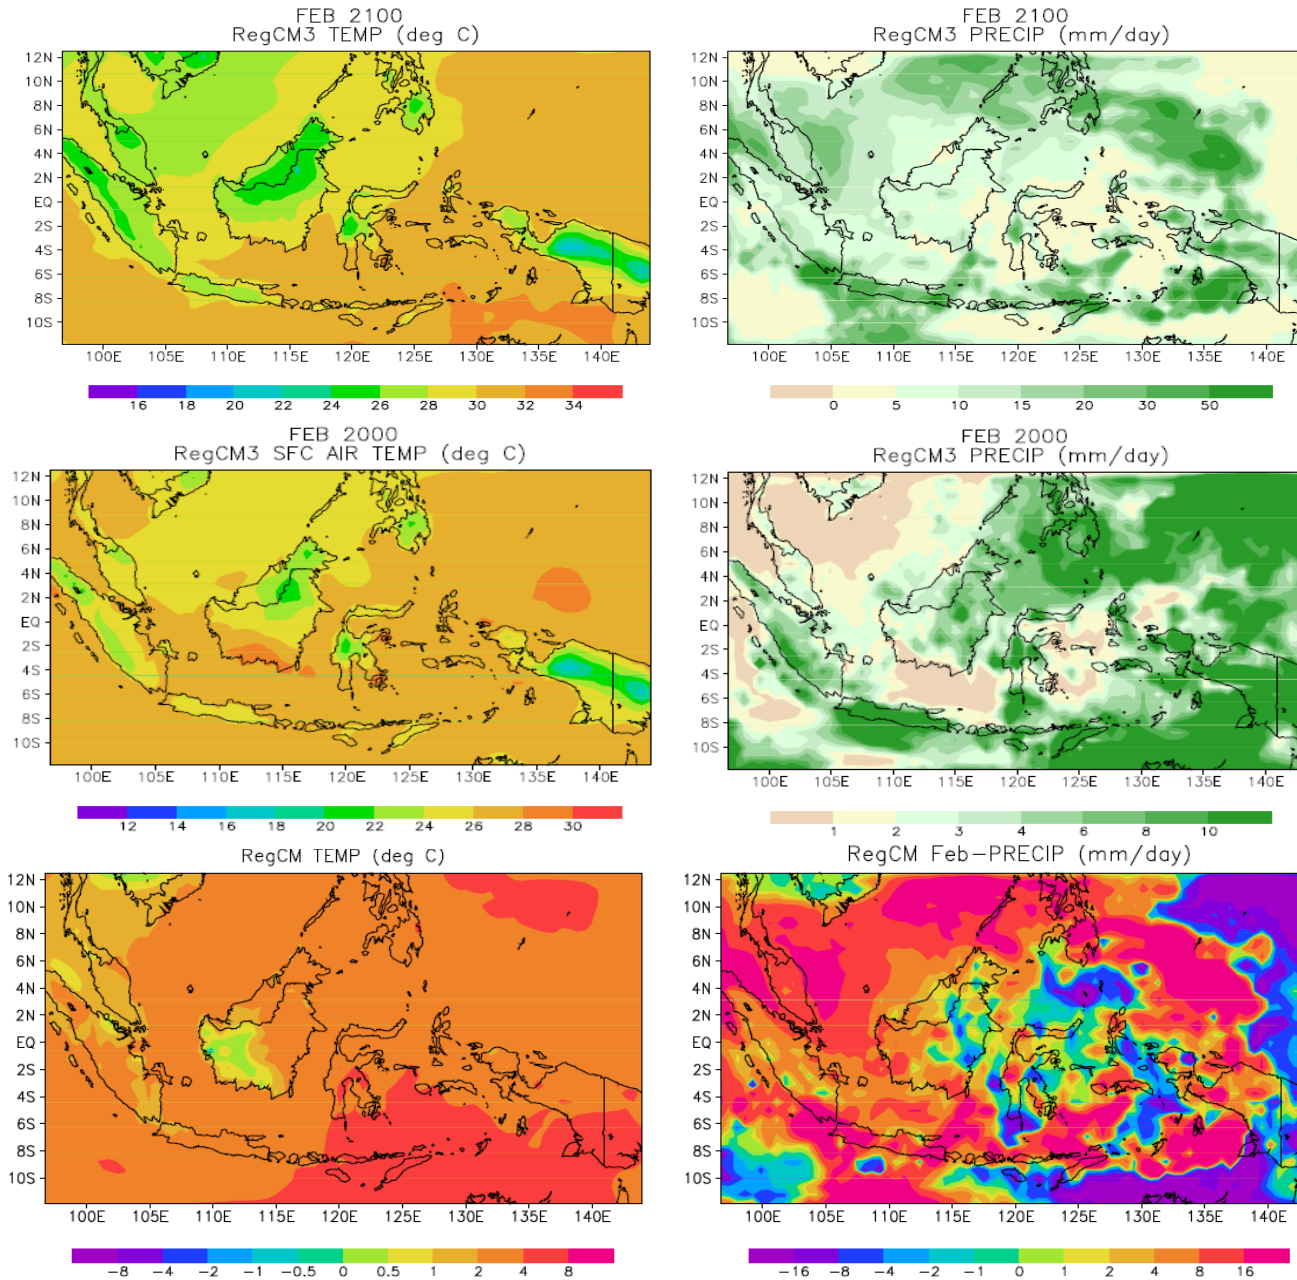 FEB 2100
RegCM3 TEMP (deg C)
12N
10N
8N
6N
4N
2N
EQ
2S
4S
6S
8S
10S
100E 105E 110E 115E 120E 125E 130E 135E 140E
16 18 20 22 24 26 28 30 32 34
FEB 2100
RegCM3 PRECIP (mm/day)
12N
10N
8N
6N
4N
2N
EQ
2S
4S
6S
8S
10S
100E 105E 110E 115E 120E 125E 130E 135E 140E
0 5 10 15 20 30 50
FEB 2000
RegCM3 SFC AIR TEMP (deg C)
12N
10N
8N
6N
4N
2N
EQ
2S
4S
6S
8S
10S
100E 105E 110E 115E 120E 125E 130E 135E 140E
12 14 16 18 20 22 24 26 28 30
FEB 2000
RegCM3 PRECIP (mm/day)
12N
10N
8N
6N
4N
2N
EQ
2S
4S
6S
8S
10S
100E 105E 110E 115E 120E 125E 130E 135E 140E
1 2 3 4 6 8 10
RegCM TEMP (deg C)
12N
10N
8N
6N
4N
2N
EQ
2S
4S
6S
8S
10S
100E 105E 110E 115E 120E 125E 130E 135E 140E
−8 −4 −2 −1 −0.5 0 0.5 1 2 4 8
RegCM Feb−PRECIP (mm/day)
12N
10N
8N
6N
4N
2N
EQ
2S
4S
6S
8S
10S
100E 105E 110E 115E 120E 125E 130E 135E 140E
−16 −8 −4 −2 −1 0 1 2 4 8 16